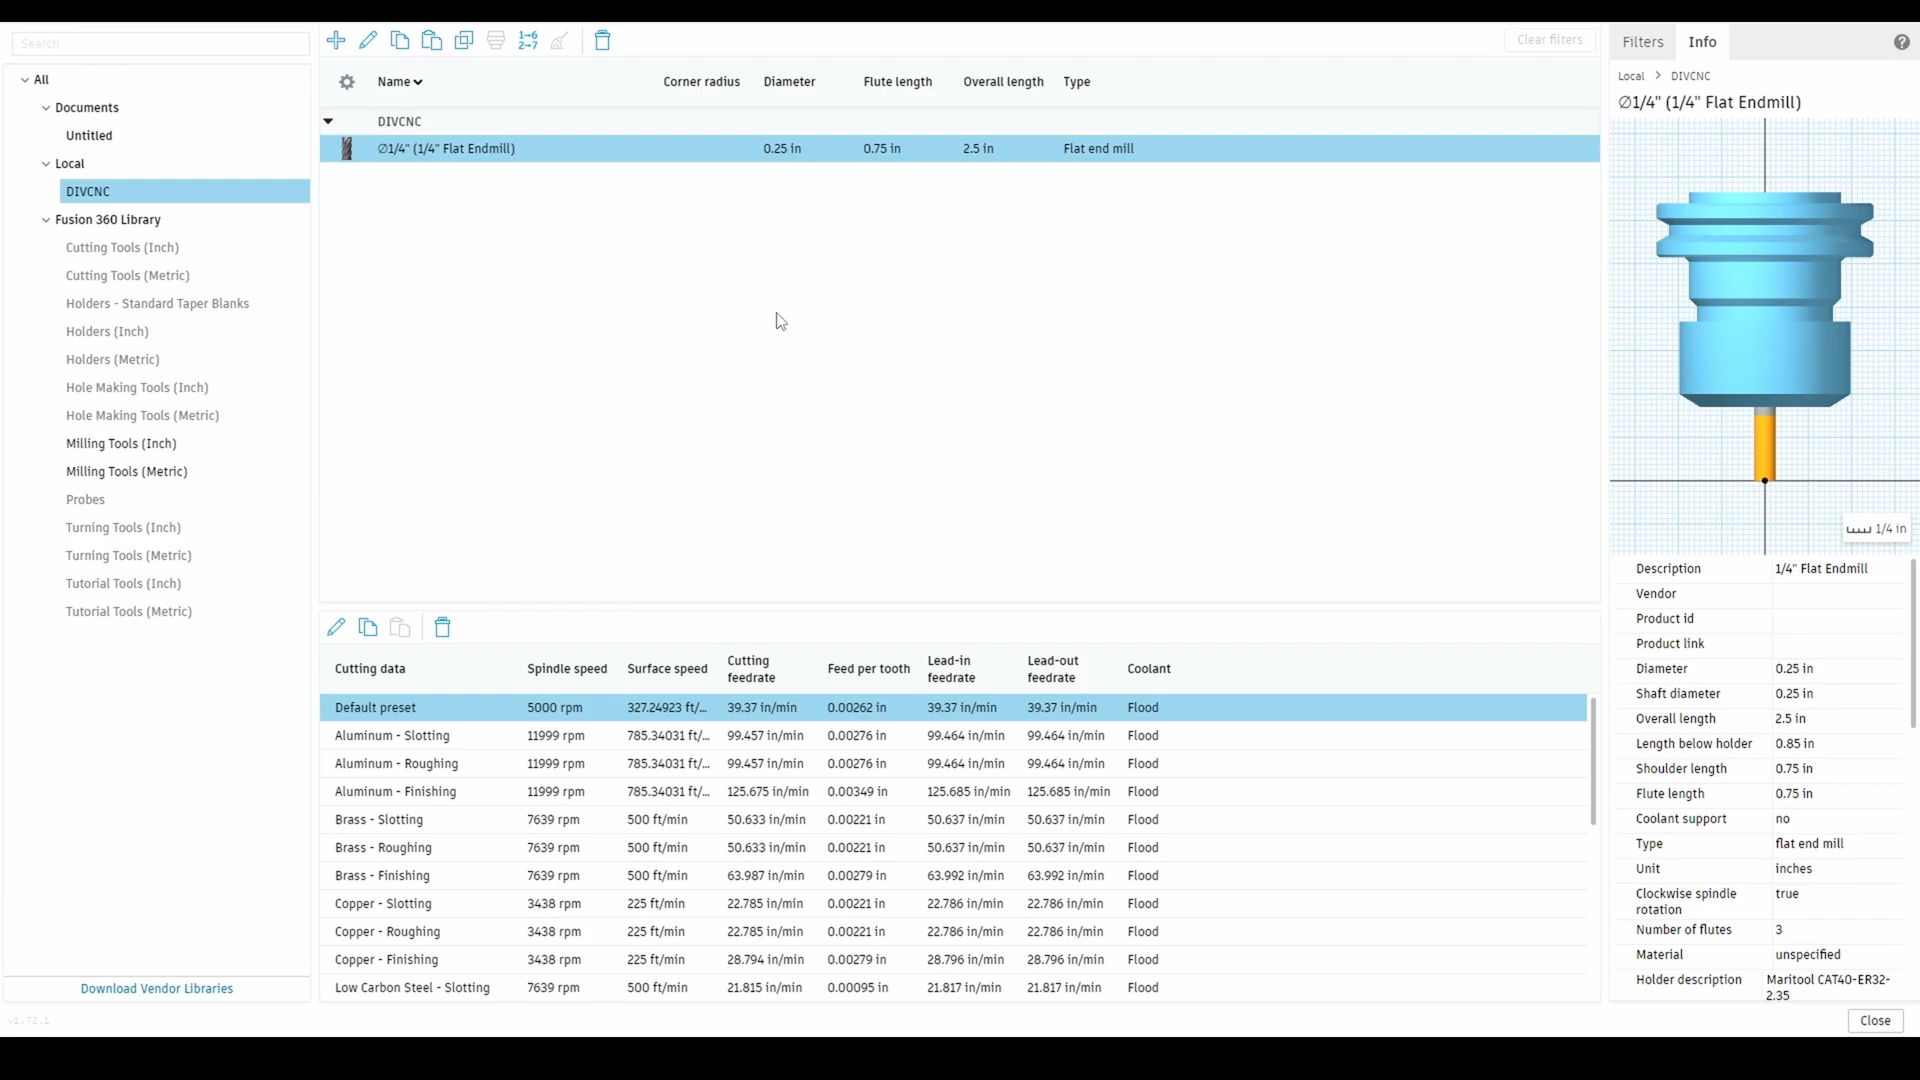 Search
All
Documents
Untitled
Local
DIVCNC
Fusion 360 Library
Cutting Tools (Inch)
Cutting Tools (Metric)
Holders - Standard Taper Blanks
Holders (Inch)
Holders (Metric)
Hole Making Tools (Inch)
Hole Making Tools (Metric)
Milling Tools (Inch)
Milling Tools (Metric)
Probes
Turning Tools (Inch)
Turning Tools (Metric)
Tutorial Tools (Inch)
Tutorial Tools (Metric)
Download Vendor Libraries
v1.72.1
1→6
2→7
Clear filters
Name Corner radius Diameter Flute length Overall length Type
DIVCNC
∅1/4" (1/4" Flat Endmill) 0.25 in 0.75 in 2.5 in Flat end mill
Cutting data Spindle speed Surface speed Cutting feedrate Feed per tooth Lead-in feedrate Lead-out feedrate Coolant
Default preset 5000 rpm 327.24923 ft/... 39.37 in/min 0.00262 in 39.37 in/min 39.37 in/min Flood
Aluminum - Slotting 11999 rpm 785.34031 ft/... 99.457 in/min 0.00276 in 99.464 in/min 99.464 in/min Flood
Aluminum - Roughing 11999 rpm 785.34031 ft/... 99.457 in/min 0.00276 in 99.464 in/min 99.464 in/min Flood
Aluminum - Finishing 11999 rpm 785.34031 ft/... 125.675 in/min 0.00349 in 125.685 in/min 125.685 in/min Flood
Brass - Slotting 7639 rpm 500 ft/min 50.633 in/min 0.00221 in 50.637 in/min 50.637 in/min Flood
Brass - Roughing 7639 rpm 500 ft/min 50.633 in/min 0.00221 in 50.637 in/min 50.637 in/min Flood
Brass - Finishing 7639 rpm 500 ft/min 63.987 in/min 0.00279 in 63.992 in/min 63.992 in/min Flood
Copper - Slotting 3438 rpm 225 ft/min 22.785 in/min 0.00221 in 22.786 in/min 22.786 in/min Flood
Copper - Roughing 3438 rpm 225 ft/min 22.785 in/min 0.00221 in 22.786 in/min 22.786 in/min Flood
Copper - Finishing 3438 rpm 225 ft/min 28.794 in/min 0.00279 in 28.796 in/min 28.796 in/min Flood
Low Carbon Steel - Slotting 7639 rpm 500 ft/min 21.815 in/min 0.00095 in 21.817 in/min 21.817 in/min Flood
Filters Info
?
Local > DIVCNC
∅1/4" (1/4" Flat Endmill)
1/4 in
Description 1/4" Flat Endmill
Vendor
Product id
Product link
Diameter 0.25 in
Shaft diameter 0.25 in
Overall length 2.5 in
Length below holder 0.85 in
Shoulder length 0.75 in
Flute length 0.75 in
Coolant support no
Type flat end mill
Unit inches
Clockwise spindle rotation true
Number of flutes 3
Material unspecified
Holder description Maritool CAT40-ER32-
2.35
Close